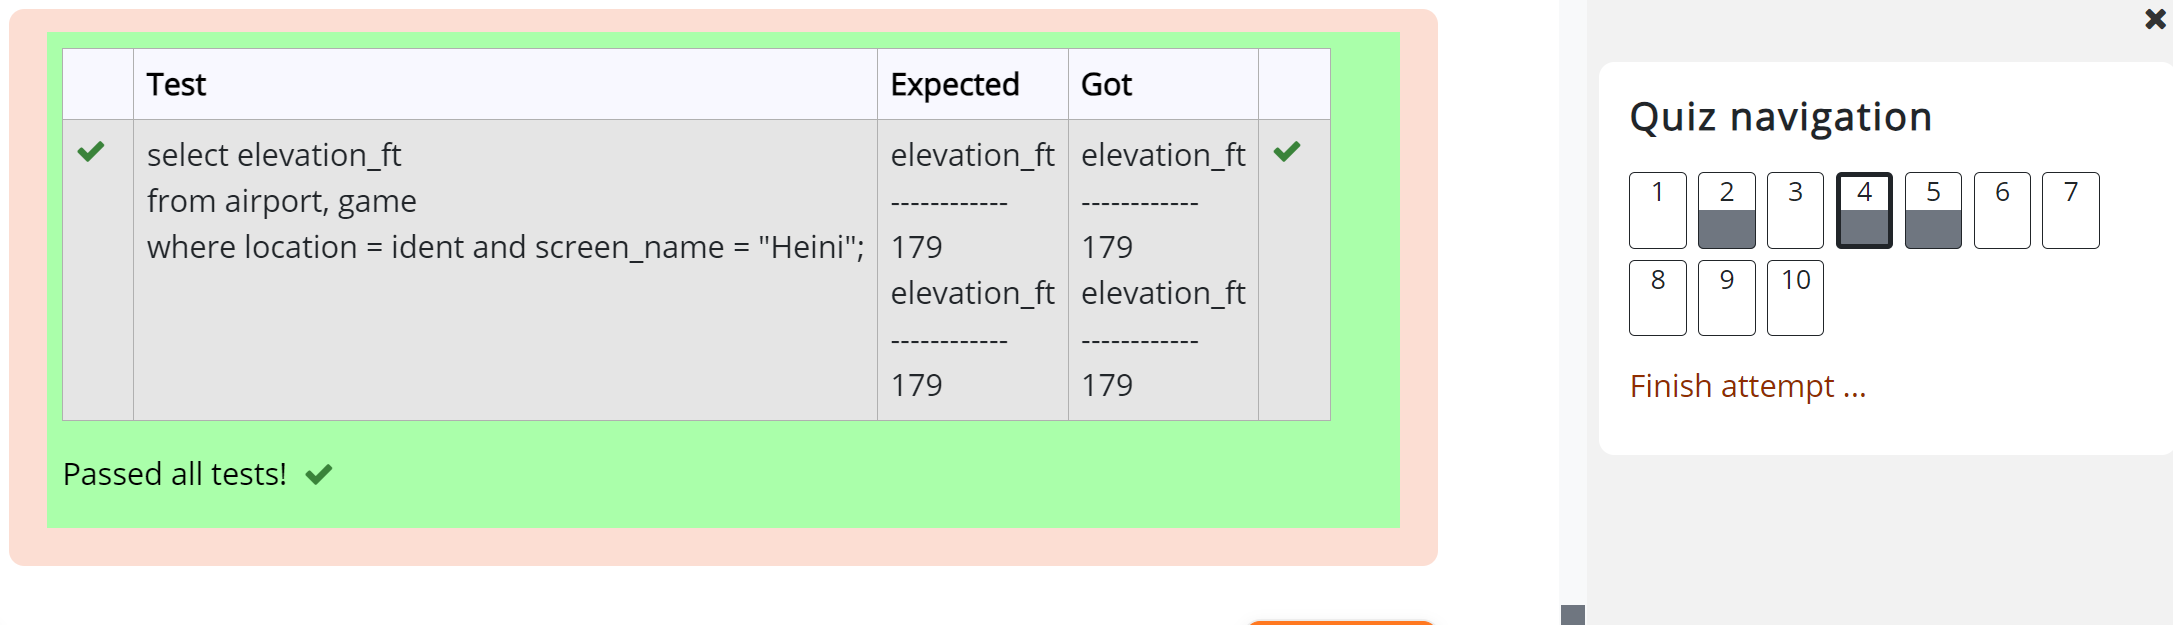 Test Expected Got
select elevation_ft elevation_ft elevation_ft
from airport, game ------------ ------------
where location = ident and screen_name = "Heini"; 179 179
elevation_ft elevation_ft
------------ ------------
179 179
Passed all tests!
Quiz navigation
1 2 3 4 5 6 7
8 9 10
Finish attempt ...